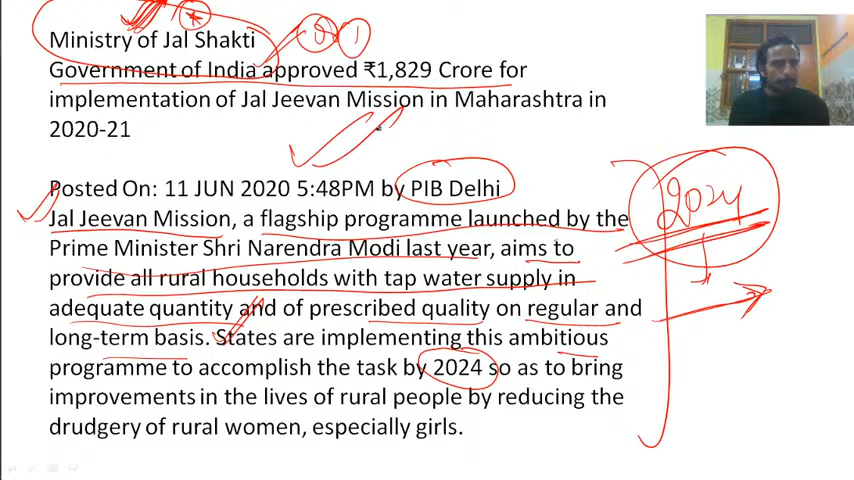 Ministry of Jal Shakti
Government of India approved ₹1,829 Crore for
implementation of Jal Jeevan Mission in Maharashtra in
2020-21
Posted On: 11 JUN 2020 5:48PM by PIB Delhi
Jal Jeevan Mission, a flagship programme launched by the
Prime Minister Shri Narendra Modi last year, aims to
provide all rural households with tap water supply in
adequate quantity and of prescribed quality on regular and
long-term basis. States are implementing this ambitious
programme to accomplish the task by 2024 so as to bring
improvements in the lives of rural people by reducing the
drudgery of rural women, especially girls.
2024